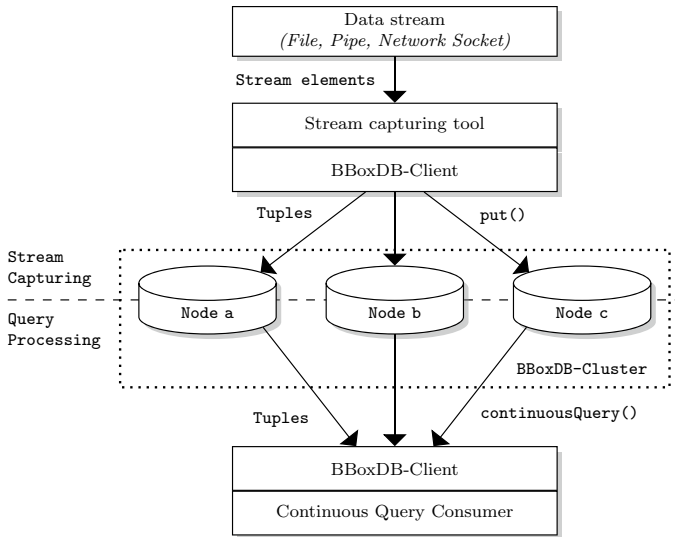 Data stream
(File, Pipe, Network Socket)
Stream elements
Stream capturing tool
BBoxDB-Client
Tuples
put()
Stream
Capturing
Query
Processing
Node a
Node b
Node c
BBoxDB-Cluster
Tuples
continuousQuery()
BBoxDB-Client
Continuous Query Consumer